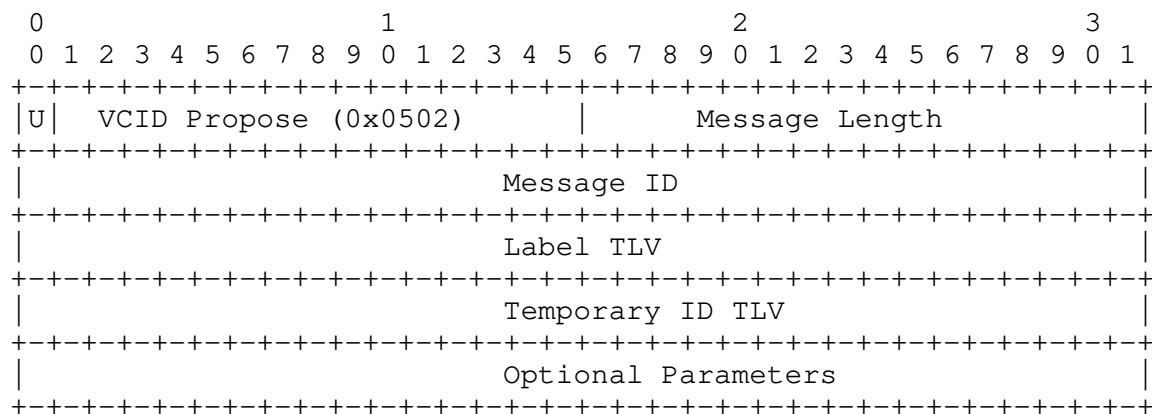 0                   1                   2                   3
 0 1 2 3 4 5 6 7 8 9 0 1 2 3 4 5 6 7 8 9 0 1 2 3 4 5 6 7 8 9 0 1
+-+-+-+-+-+-+-+-+-+-+-+-+-+-+-+-+-+-+-+-+-+-+-+-+-+-+-+-+-+-+-+-+
|U|  VCID Propose (0x0502)      |      Message Length           |
+-+-+-+-+-+-+-+-+-+-+-+-+-+-+-+-+-+-+-+-+-+-+-+-+-+-+-+-+-+-+-+-+
|                           Message ID                          |
+-+-+-+-+-+-+-+-+-+-+-+-+-+-+-+-+-+-+-+-+-+-+-+-+-+-+-+-+-+-+-+-+
|                           Label TLV                           |
+-+-+-+-+-+-+-+-+-+-+-+-+-+-+-+-+-+-+-+-+-+-+-+-+-+-+-+-+-+-+-+-+
|                           Temporary ID TLV                    |
+-+-+-+-+-+-+-+-+-+-+-+-+-+-+-+-+-+-+-+-+-+-+-+-+-+-+-+-+-+-+-+-+
|                           Optional Parameters                 |
+-+-+-+-+-+-+-+-+-+-+-+-+-+-+-+-+-+-+-+-+-+-+-+-+-+-+-+-+-+-+-+-+